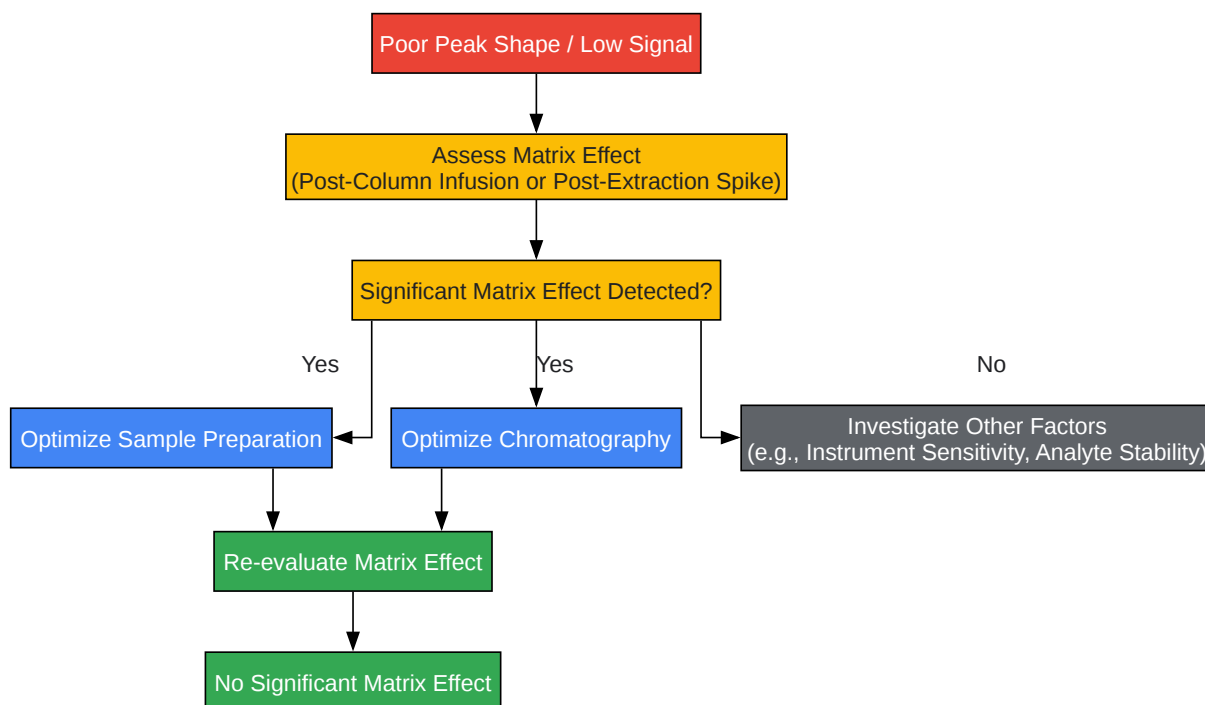 Poor Peak Shape / Low Signal
Assess Matrix Effect
(Post-Column Infusion or Post-Extraction Spike)
Significant Matrix Effect Detected?
Yes
Yes
No
Optimize Sample Preparation
Optimize Chromatography
Investigate Other Factors
(e.g., Instrument Sensitivity, Analyte Stability)
Re-evaluate Matrix Effect
No Significant Matrix Effect